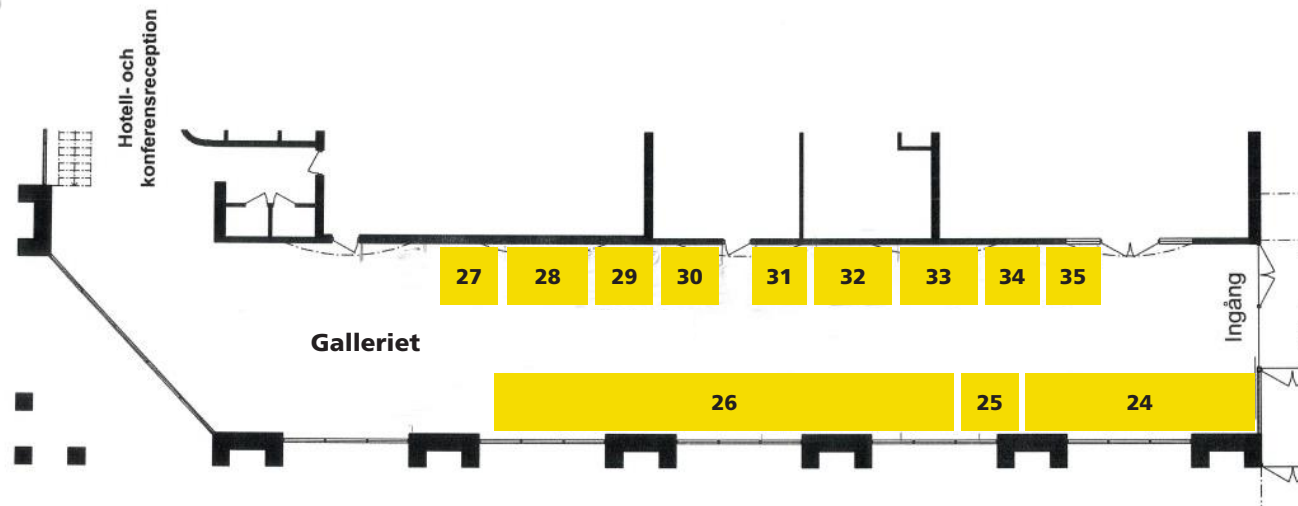 Hotell- och
konferensreception
27 28 29 30 31 32 33 34 35
Ingång
Galleriet
26 25 24